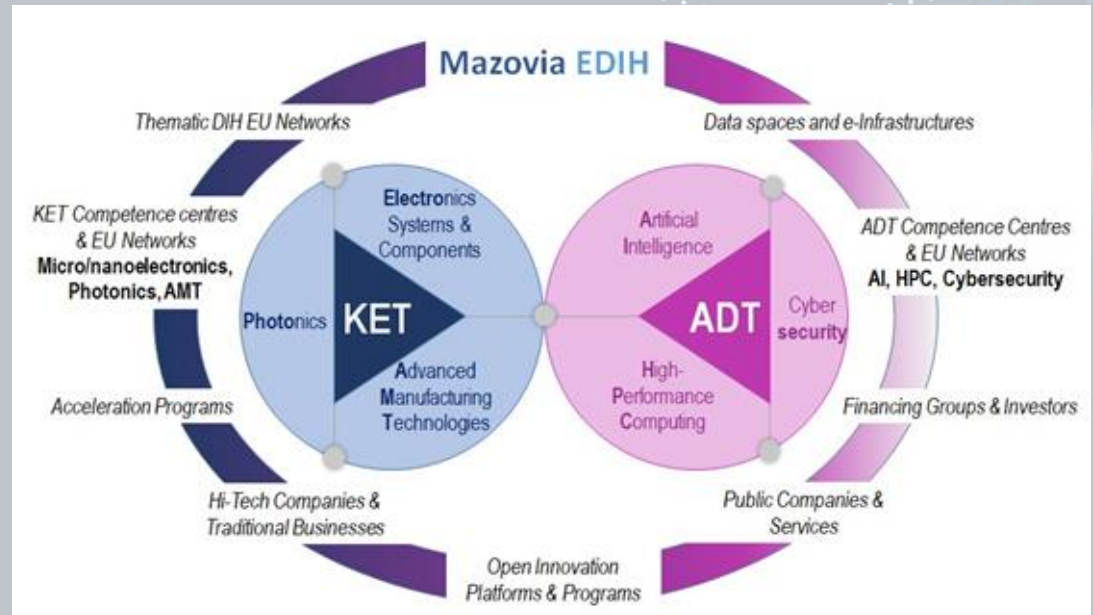 Mazovia EDIH
Thematic DIH EU Networks
Data spaces and e-Infrastructures
KET Competence centres
& EU Networks
Micro/nanoelectronics,
Photonics, AMT
Electronics
Systems &
Components
Photonics
KET
Advanced
Manufacturing
Technologies
Artificial
Intelligence
ADT
Cyber
security
High-
Performance
Computing
ADT Competence Centres
& EU Networks
AI, HPC, Cybersecurity
Acceleration Programs
Financing Groups & Investors
Hi-Tech Companies &
Traditional Businesses
Public Companies &
Services
Open Innovation
Platforms & Programs